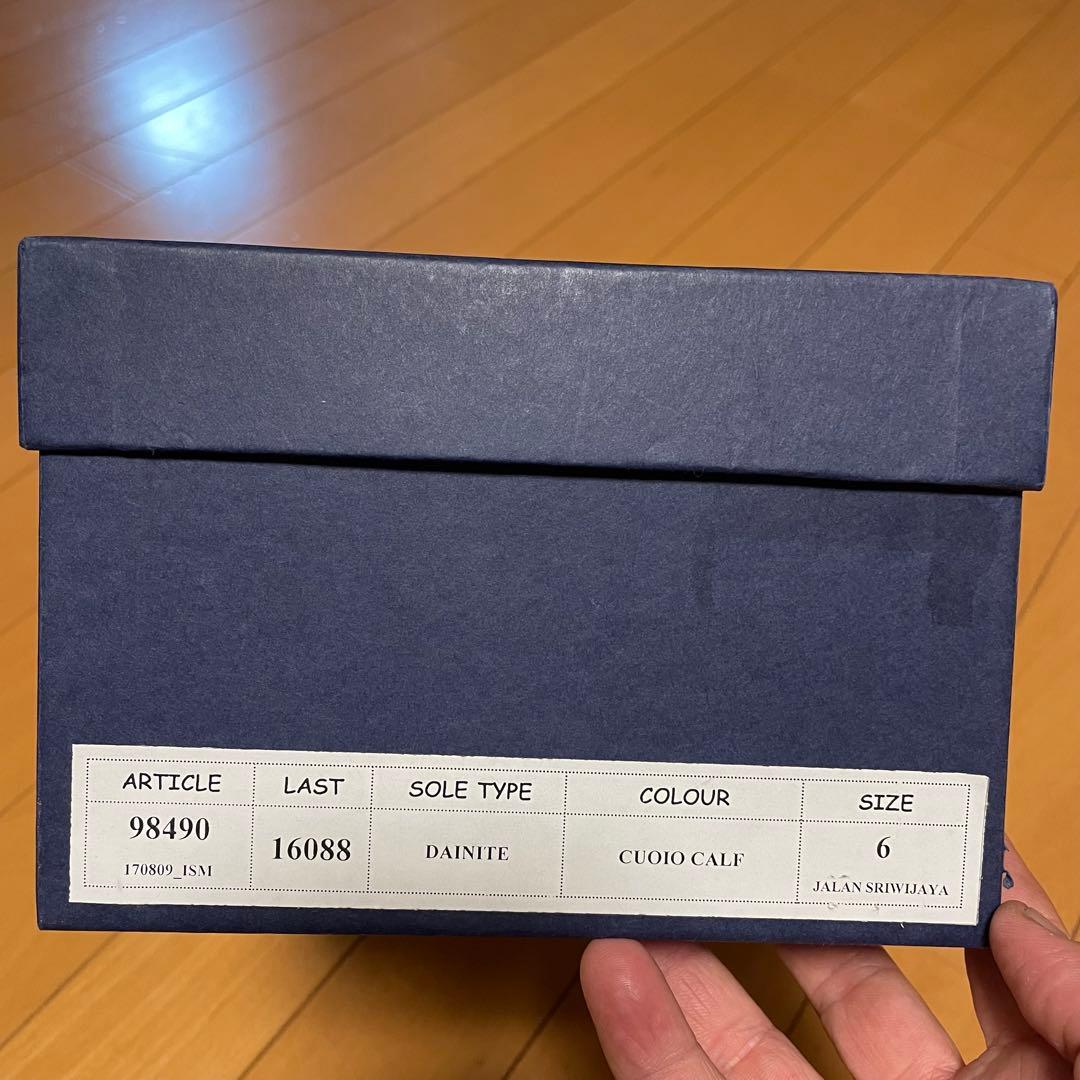 ARTICLE LAST SOLE TYPE COLOUR SIZE
98490 16088 DAINITE CUOIO CALF 6
170809_ISM JALAN SRIWIJAYA